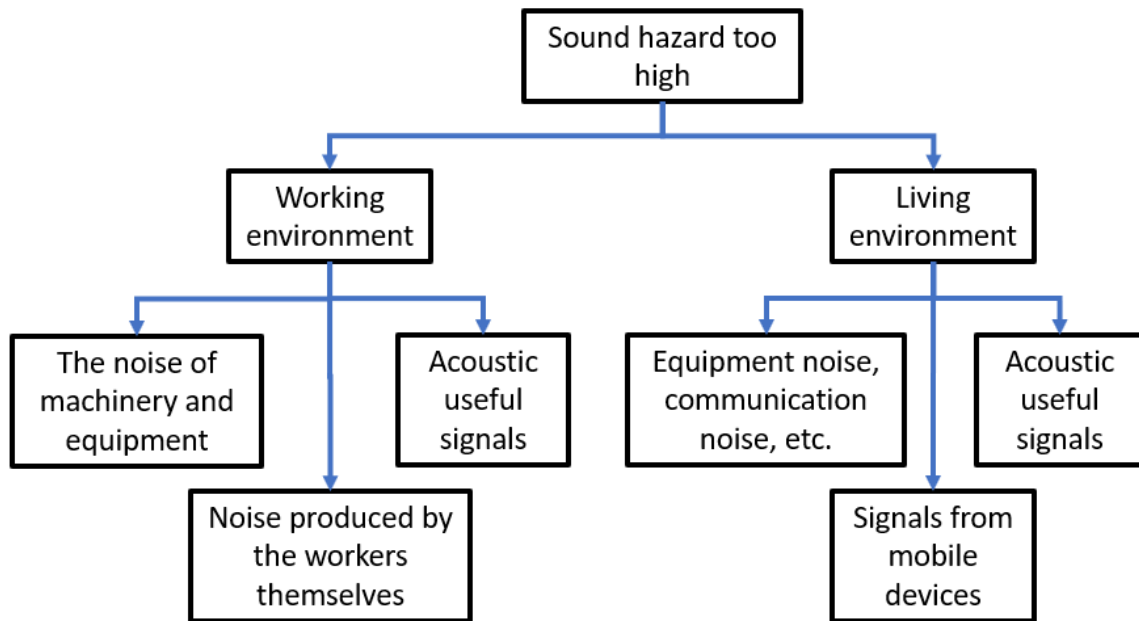 Sound hazard too
high
Working
environment
Living
environment
The noise of
machinery and
equipment
Acoustic
useful
signals
Equipment noise,
communication
noise, etc.
Acoustic
useful
signals
Noise produced by
the workers
themselves
Signals from
mobile
devices